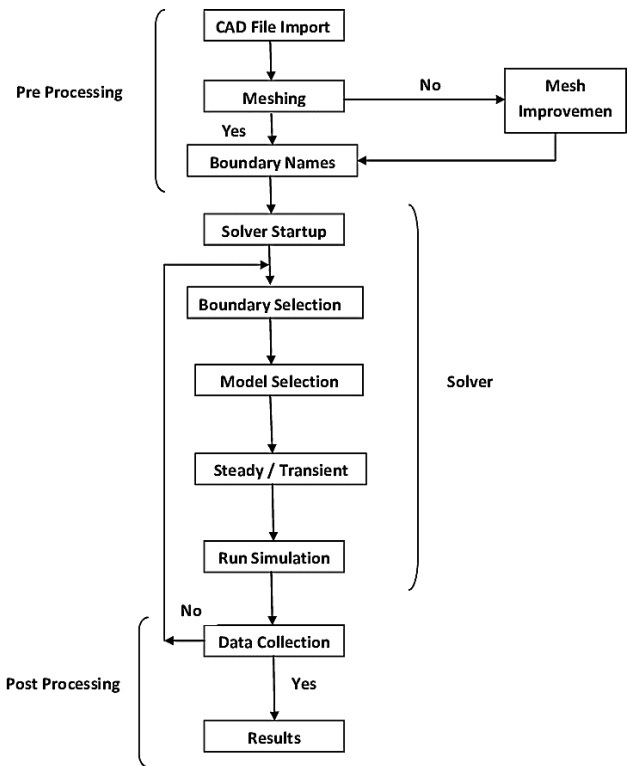 CAD File Import
Pre Processing
Meshing
No
Mesh
Improvemen
Yes
Boundary Names
Solver Startup
Boundary Selection
Model Selection
Solver
Steady / Transient
Run Simulation
No
Data Collection
Post Processing
Yes
Results